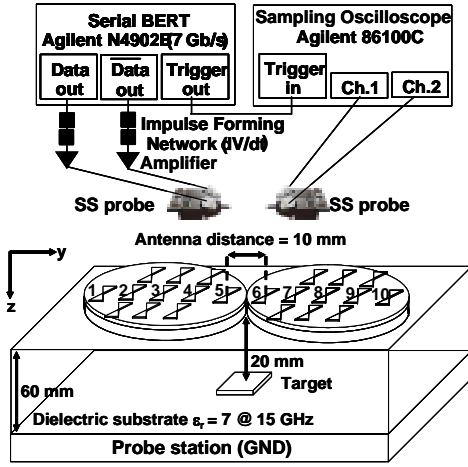 Serial BERT
Agilent N4902B(7 Gb/s)
Data out
Data out
Trigger out
Sampling Oscilloscope
Agilent 86100C
Trigger in
Ch.1
Ch.2
Impulse Forming
Network (dV/dt)
Amplifier
SS probe
SS probe
Antenna distance = 10 mm
y
z
1 2 3 4 5 6 7 8 9 10
20 mm
60 mm
Target
Dielectric substrate εr = 7 @ 15 GHz
Probe station (GND)